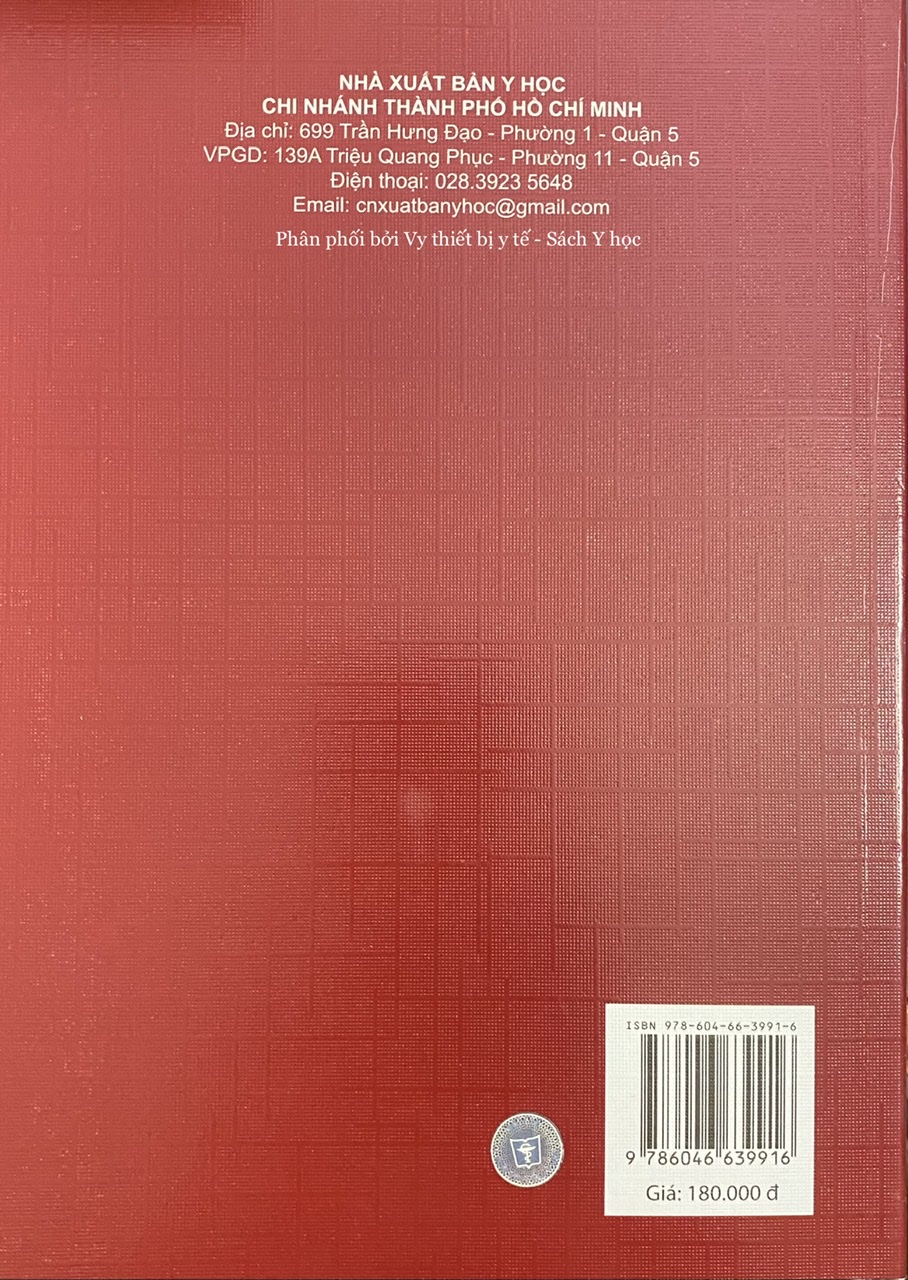 NHÀ XUẤT BẢN Y HỌC
CHI NHÁNH THÀNH PHỐ HỒ CHÍ MINH
Địa chỉ: 699 Trần Hưng Đạo - Phường 1 - Quận 5
VPGD: 139A Triệu Quang Phục - Phường 11 - Quận 5
Điện thoại: 028.3923 5648
Email: cnxuatbanyhoc@gmail.com
Phân phối bởi Vy thiết bị y tế - Sách Y học
ISBN 978-604-66-3991-6
9 786046 639916
Giá: 180.000 đ